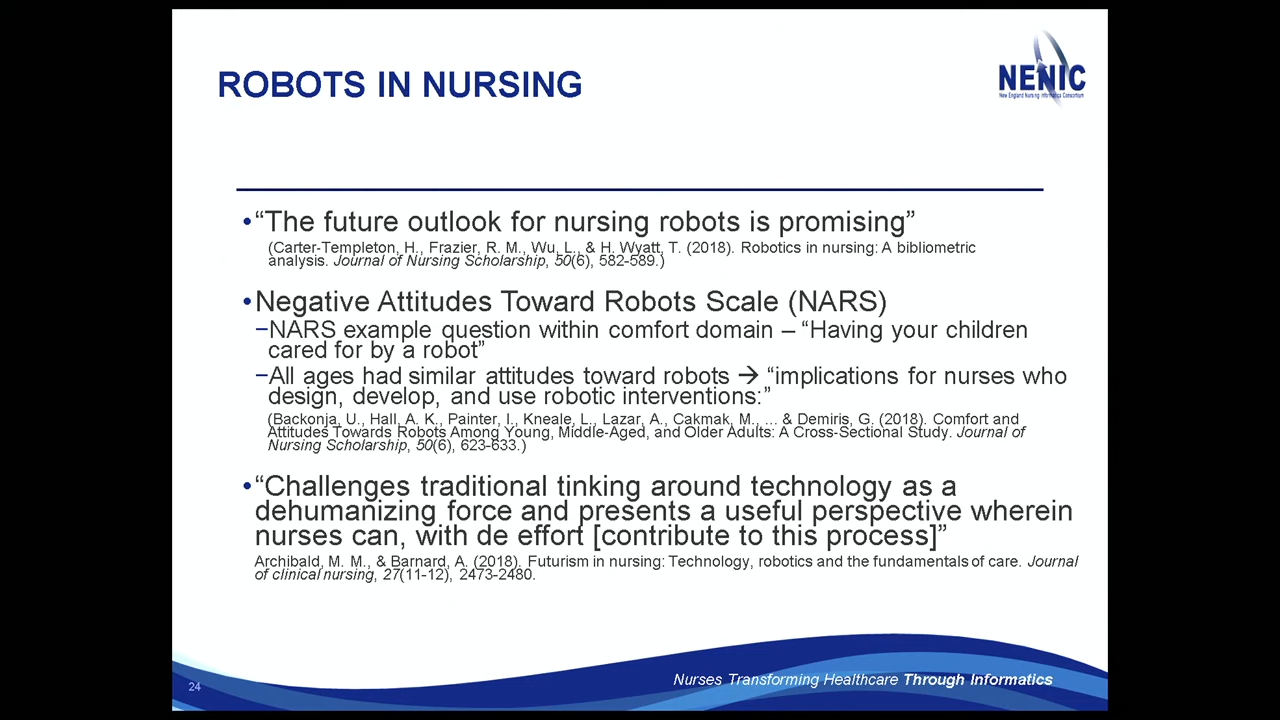 ROBOTS IN NURSING
NENIC
New England Nursing Informatics Consortium
•“The future outlook for nursing robots is promising”
(Carter-Templeton, H., Frazier, R. M., Wu, L., & H. Wyatt, T. (2018). Robotics in nursing: A bibliometric
analysis. Journal of Nursing Scholarship, 50(6), 582-589.)
•Negative Attitudes Toward Robots Scale (NARS)
–NARS example question within comfort domain – “Having your children
cared for by a robot”
–All ages had similar attitudes toward robots → “implications for nurses who
design, develop, and use robotic interventions:”
(Backonja, U., Hall, A. K., Painter, I., Kneale, L., Lazar, A., Cakmak, M., ... & Demiris, G. (2018). Comfort and
Attitudes Towards Robots Among Young, Middle-Aged, and Older Adults: A Cross-Sectional Study. Journal of
Nursing Scholarship, 50(6), 623-633.)
•“Challenges traditional tinking around technology as a
dehumanizing force and presents a useful perspective wherein
nurses can, with de effort [contribute to this process]”
Archibald, M. M., & Barnard, A. (2018). Futurism in nursing: Technology, robotics and the fundamentals of care. Journal
of clinical nursing, 27(11-12), 2473-2480.
24
Nurses Transforming Healthcare Through Informatics